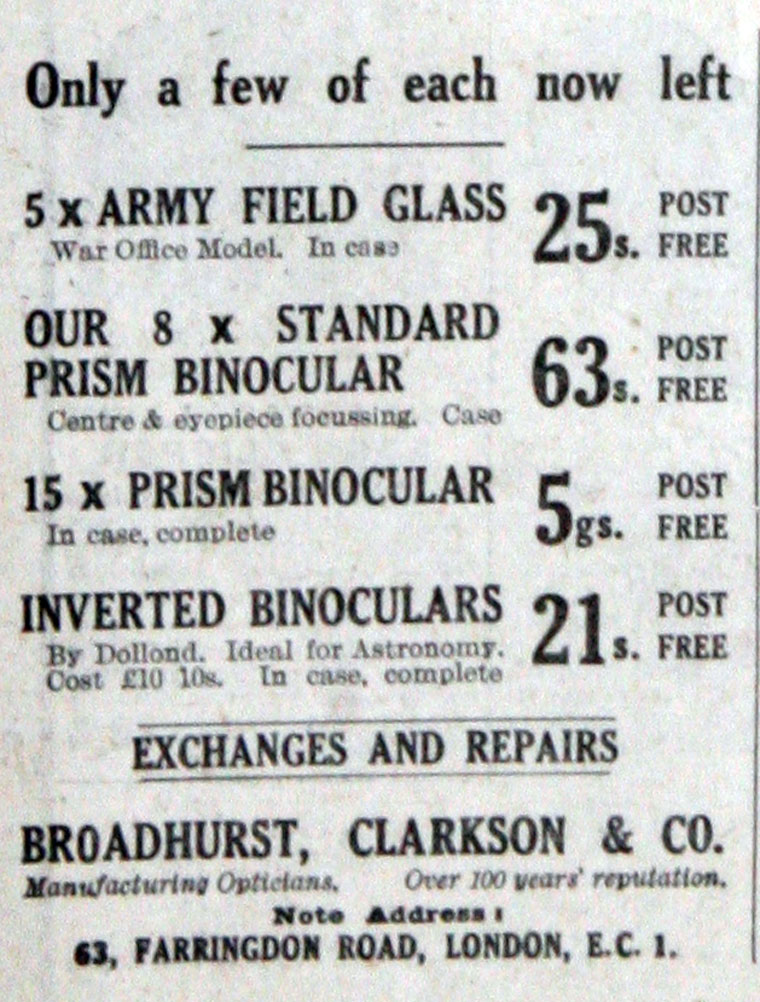 Only a few of each now left
5 x ARMY FIELD GLASS 25s. POST FREE
War Office Model. In case
OUR 8 x STANDARD
PRISM BINOCULAR 63s. POST FREE
Centre & eyepiece focussing. Case
15 x PRISM BINOCULAR 5gs. POST FREE
In case, complete
INVERTED BINOCULARS 21s. POST FREE
By Dollond. Ideal for Astronomy.
Cost £10 10s. In case, complete
EXCHANGES AND REPAIRS
BROADHURST, CLARKSON & CO.
Manufacturing Opticians. Over 100 years' reputation.
Note Address:
63, FARRINGDON ROAD, LONDON, E.C. 1.